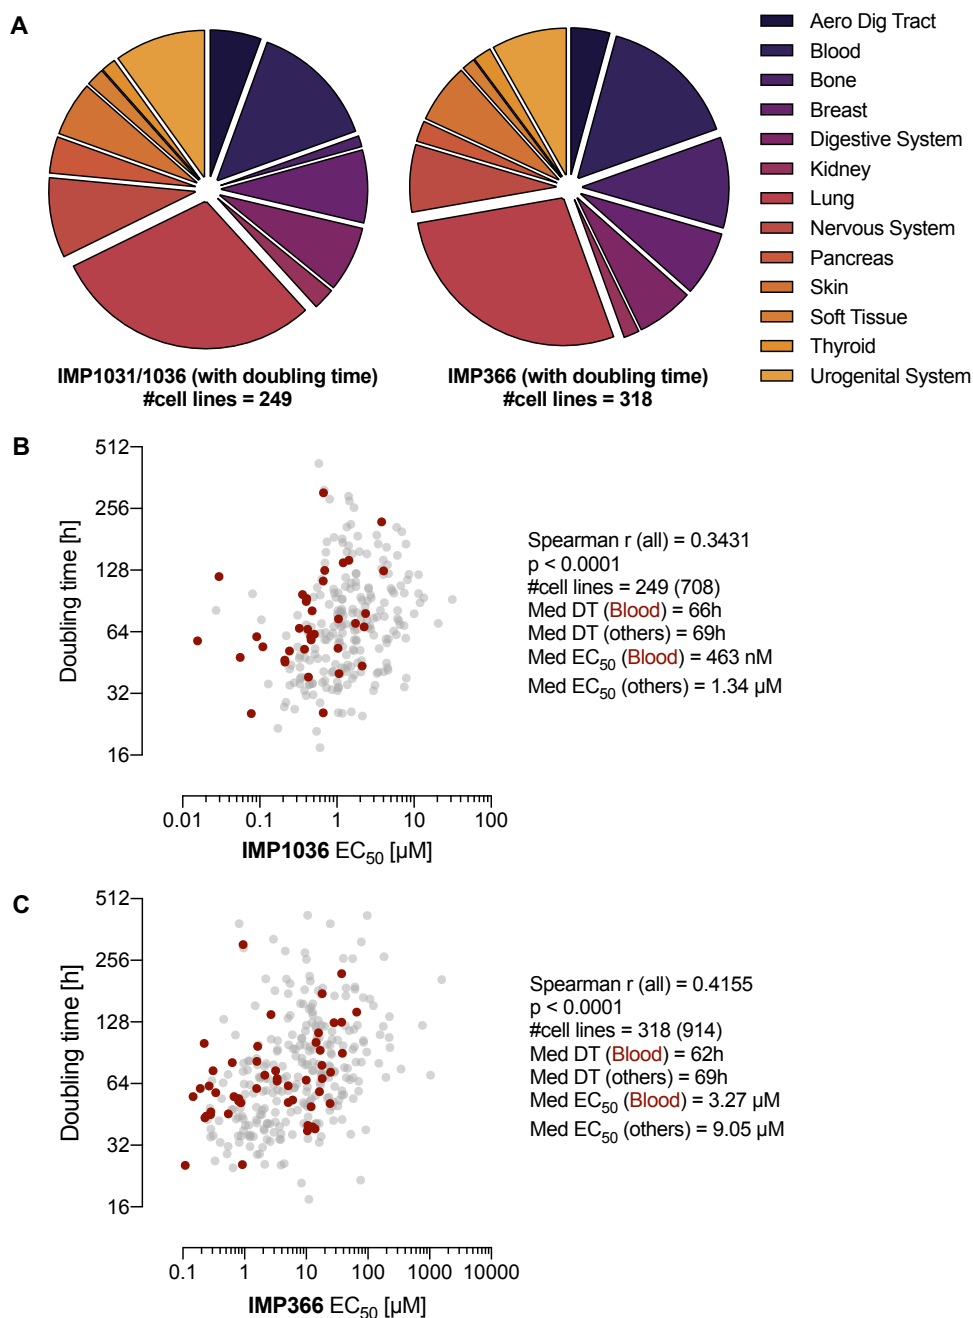 A
Aero Dig Tract
Blood
Bone
Breast
Digestive System
Kidney
Lung
Nervous System
Pancreas
Skin
Soft Tissue
Thyroid
Urogenital System
IMP1031/1036 (with doubling time)
#cell lines = 249
IMP366 (with doubling time)
#cell lines = 318
B
512
256
128
64
32
16
Doubling time [h]
0.01
0.1
1
10
100
IMP1036 EC50 [µM]
Spearman r (all) = 0.3431
p < 0.0001
#cell lines = 249 (708)
Med DT (Blood) = 66h
Med DT (others) = 69h
Med EC50 (Blood) = 463 nM
Med EC50 (others) = 1.34 µM
C
512
256
128
64
32
16
Doubling time [h]
0.1
1
10
100
1000
10000
IMP366 EC50 [µM]
Spearman r (all) = 0.4155
p < 0.0001
#cell lines = 318 (914)
Med DT (Blood) = 62h
Med DT (others) = 69h
Med EC50 (Blood) = 3.27 µM
Med EC50 (others) = 9.05 µM